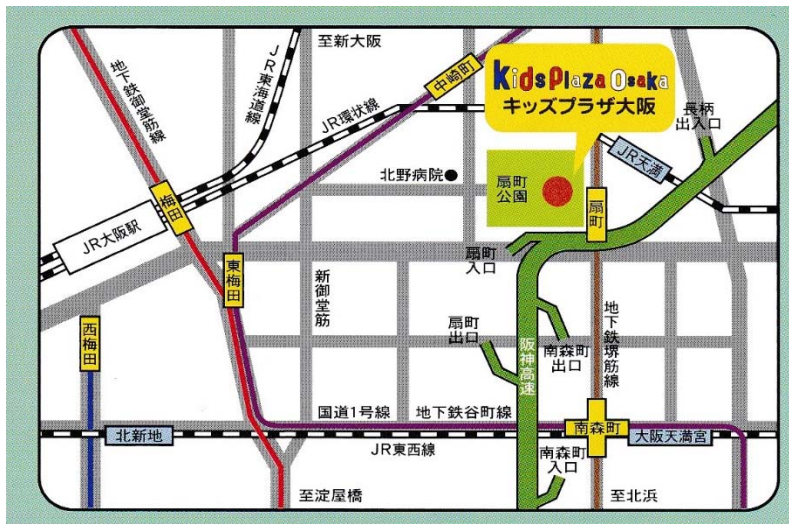 至新大阪
地下鉄御堂筋線
JR東海道線
中崎町
Kids Plaza Osaka
キッズプラザ大阪
JR環状線
長柄
出入口
JR天満
北野病院
扇町
公園
扇町
梅田
JR大阪駅
東梅田
扇町
入口
新御堂筋
西梅田
扇町
出口
阪神高速
南森町
出口
地下鉄堺筋線
国道1号線
地下鉄谷町線
北新地
JR東西線
南森町
大阪天満宮
南森町
入口
至淀屋橋
至北浜